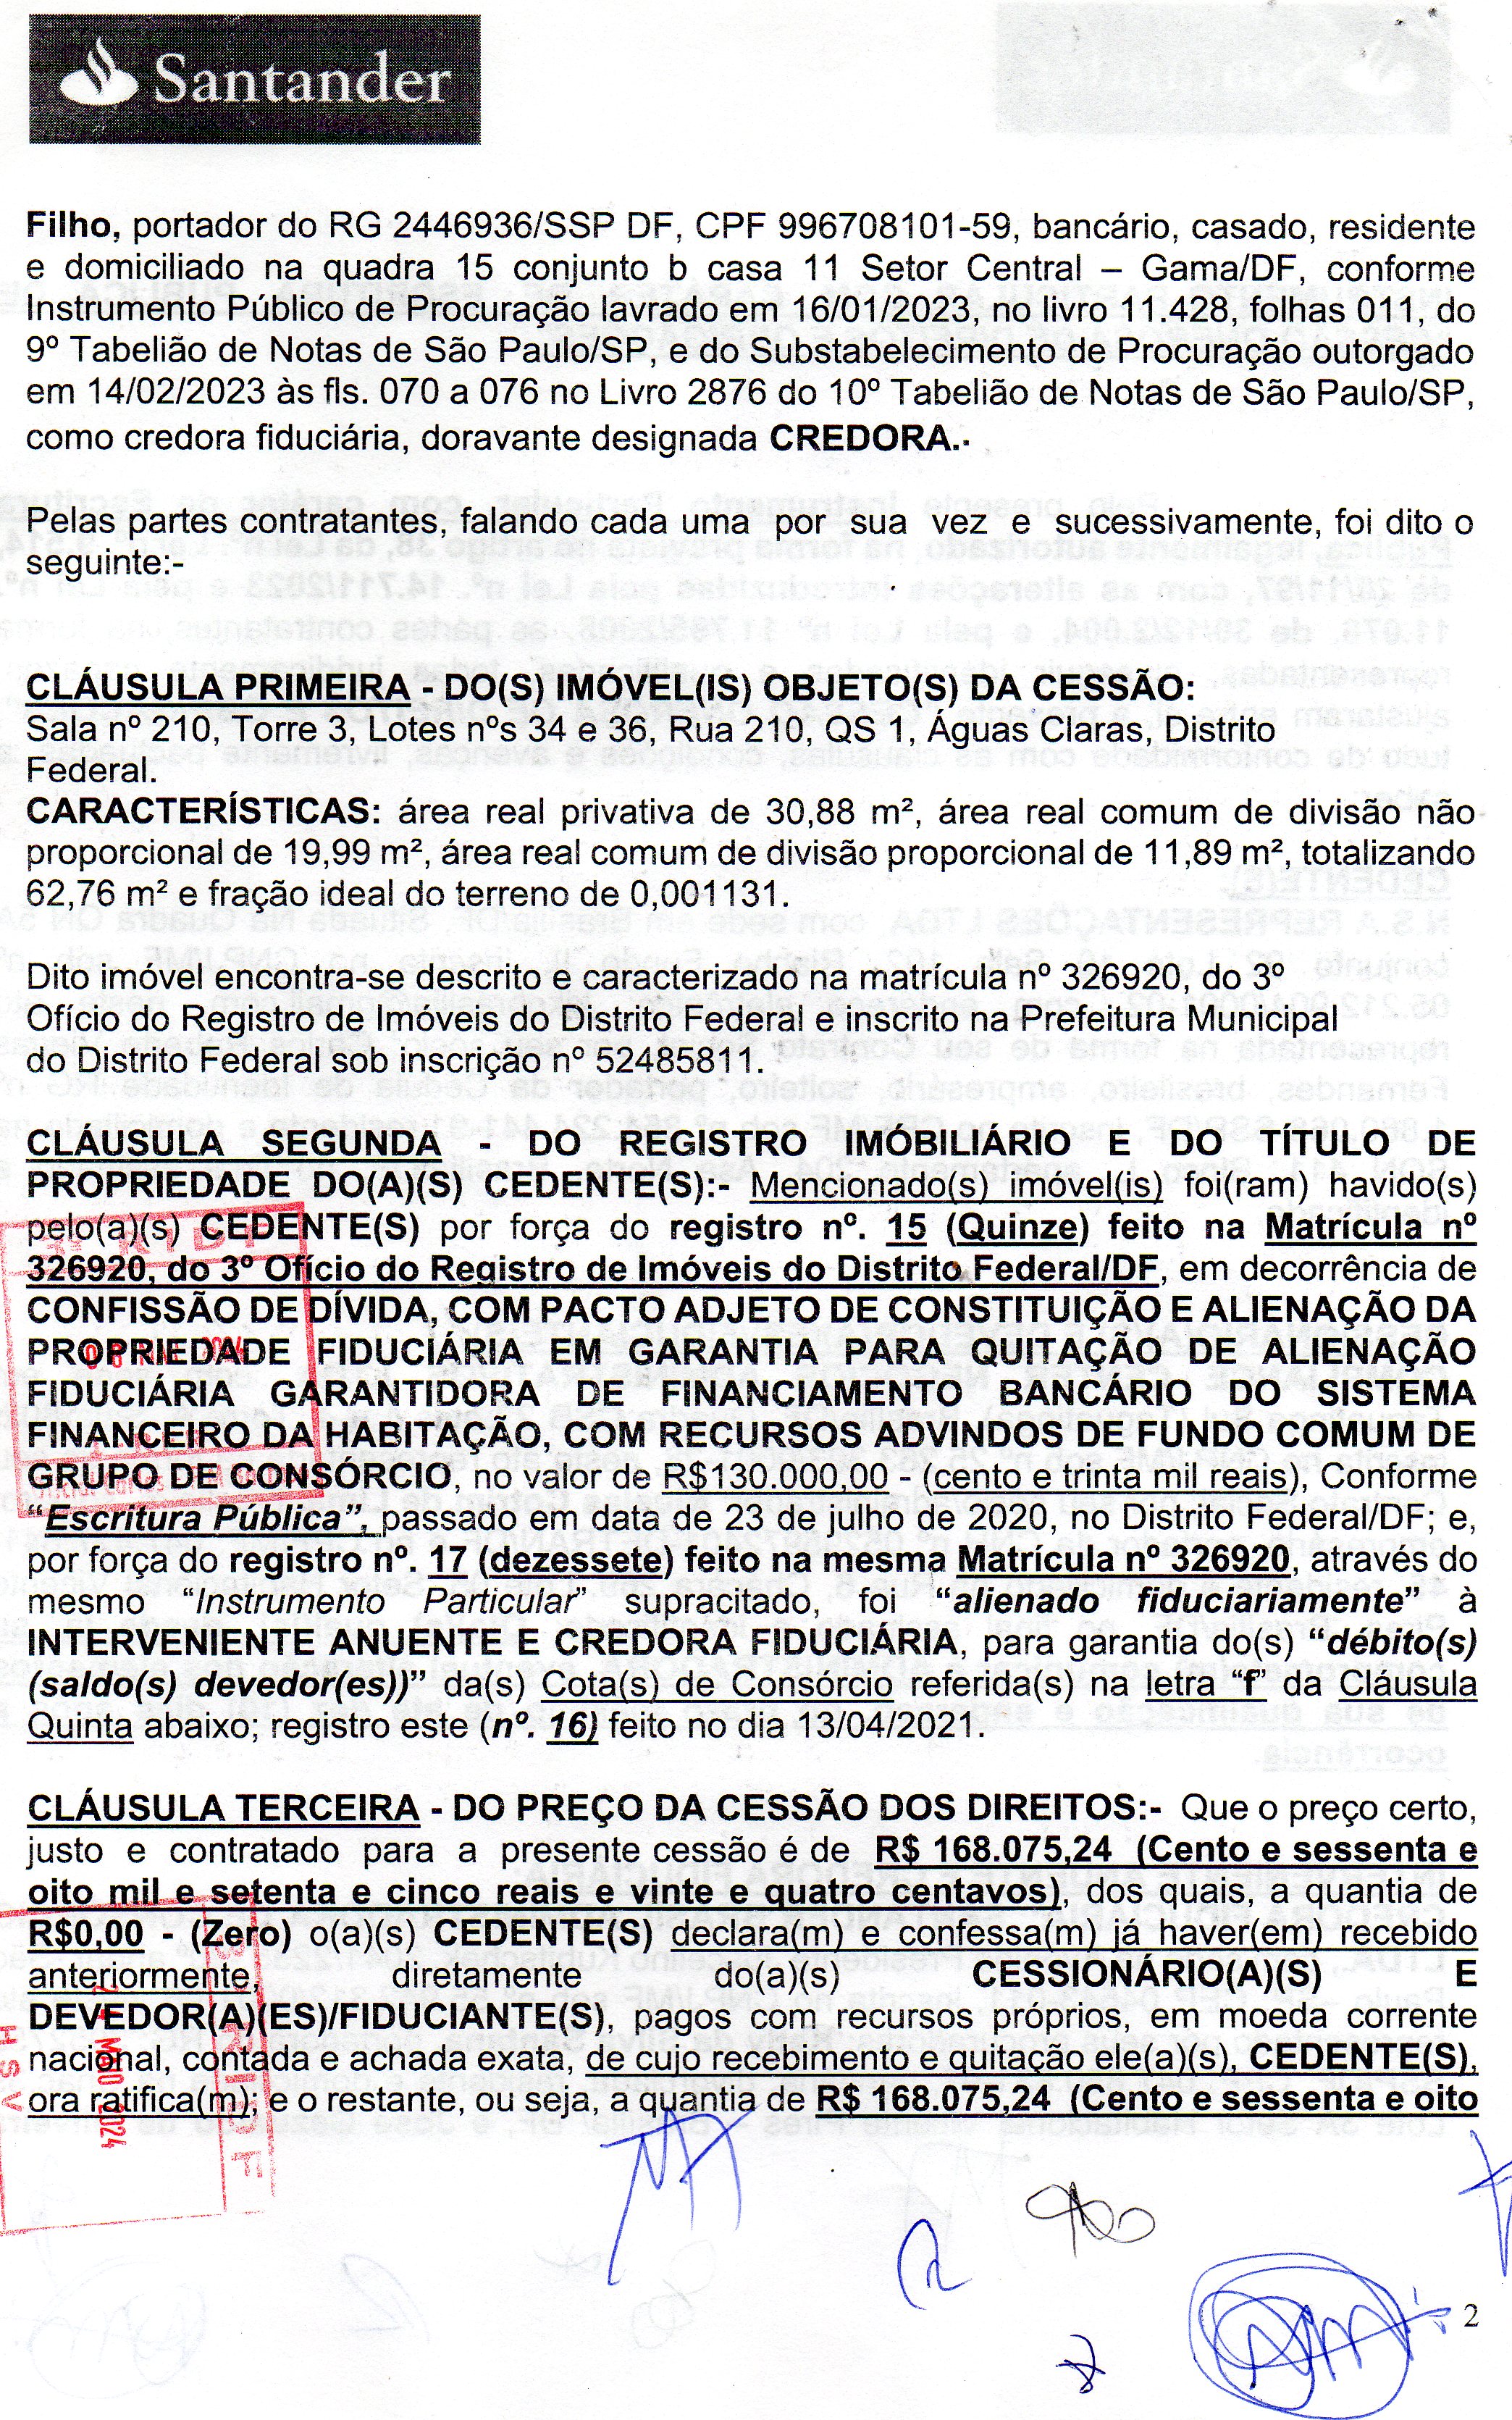 Santander
Filho, portador do RG 2446936/SSP DF, CPF 996708101-59, bancário, casado, residente
e domiciliado na quadra 15 conjunto b casa 11 Setor Central – Gama/DF, conforme
Instrumento Público de Procuração lavrado em 16/01/2023, no livro 11.428, folhas 011, do
9º Tabelião de Notas de São Paulo/SP, e do Substabelecimento de Procuração outorgado
em 14/02/2023 às fls. 070 a 076 no Livro 2876 do 10º Tabelião de Notas de São Paulo/SP,
como credora fiduciária, doravante designada CREDORA.
Pelas partes contratantes, falando cada uma por sua vez e sucessivamente, foi dito o
seguinte:-
CLÁUSULA PRIMEIRA - DO(S) IMÓVEL(IS) OBJETO(S) DA CESSÃO:
Sala nº 210, Torre 3, Lotes nºs 34 e 36, Rua 210, QS 1, Águas Claras, Distrito
Federal.
CARACTERÍSTICAS: área real privativa de 30,88 m², área real comum de divisão não
proporcional de 19,99 m², área real comum de divisão proporcional de 11,89 m², totalizando
62,76 m² e fração ideal do terreno de 0,001131.
Dito imóvel encontra-se descrito e caracterizado na matrícula nº 326920, do 3º
Ofício do Registro de Imóveis do Distrito Federal e inscrito na Prefeitura Municipal
do Distrito Federal sob inscrição nº 52485811.
CLÁUSULA SEGUNDA - DO REGISTRO IMÓBILIÁRIO E DO TÍTULO DE
PROPRIEDADE DO(A)(S) CEDENTE(S):- Mencionado(s) imóvel(is) foi(ram) havido(s)
pelo(a)(s) CEDENTE(S) por força do registro nº. 15 (Quinze) feito na Matrícula nº
326920, do 3º Ofício do Registro de Imóveis do Distrito Federal/DF, em decorrência de
CONFISSÃO DE DÍVIDA, COM PACTO ADJETO DE CONSTITUIÇÃO E ALIENAÇÃO DA
PROPRIEDADE FIDUCIÁRIA EM GARANTIA PARA QUITAÇÃO DE ALIENAÇÃO
FIDUCIÁRIA GARANTIDORA DE FINANCIAMENTO BANCÁRIO DO SISTEMA
FINANCEIRO DA HABITAÇÃO, COM RECURSOS ADVINDOS DE FUNDO COMUM DE
GRUPO DE CONSÓRCIO, no valor de R$130.000,00 - (cento e trinta mil reais), Conforme
“Escritura Pública”, passado em data de 23 de julho de 2020, no Distrito Federal/DF; e,
por força do registro nº. 17 (dezessete) feito na mesma Matrícula nº 326920, através do
mesmo “Instrumento Particular” supracitado, foi “alienado fiduciariamente” à
INTERVENIENTE ANUENTE E CREDORA FIDUCIÁRIA, para garantia do(s) “débito(s)
(saldo(s) devedor(es))” da(s) Cota(s) de Consórcio referida(s) na letra “f” da Cláusula
Quinta abaixo; registro este (nº. 16) feito no dia 13/04/2021.
CLÁUSULA TERCEIRA - DO PREÇO DA CESSÃO DOS DIREITOS:- Que o preço certo,
justo e contratado para a presente cessão é de R$ 168.075,24 (Cento e sessenta e
oito mil e setenta e cinco reais e vinte e quatro centavos), dos quais, a quantia de
R$0,00 - (Zero) o(a)(s) CEDENTE(S) declara(m) e confessa(m) já haver(em) recebido
anteriormente, diretamente do(a)(s) CESSIONÁRIO(A)(S) E
DEVEDOR(A)(ES)/FIDUCIANTE(S), pagos com recursos próprios, em moeda corrente
nacional, contada e achada exata, de cujo recebimento e quitação ele(a)(s), CEDENTE(S),
ora ratifica(m); e o restante, ou seja, a quantia de R$ 168.075,24 (Cento e sessenta e oito
2